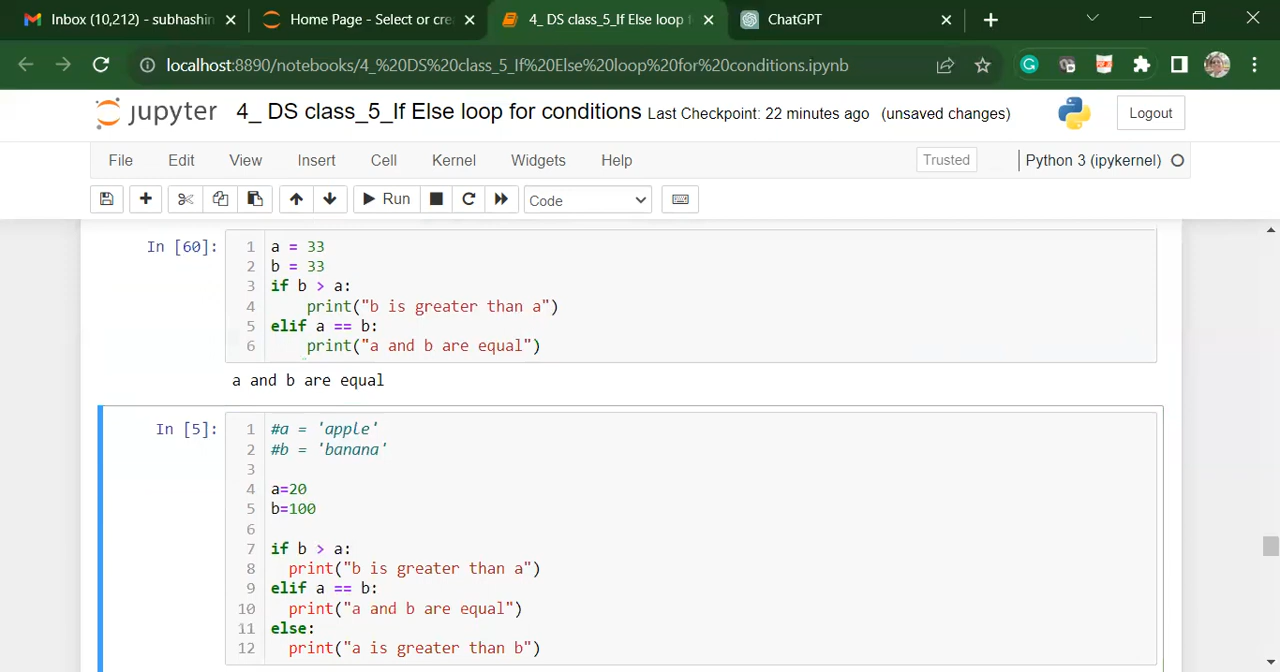 Inbox (10,212) - subhashin
Home Page - Select or cre
4_ DS class_5_If Else loop
ChatGPT
localhost:8890/notebooks/4_%20DS%20class_5_If%20Else%20loop%20for%20conditions.ipynb
jupyter 4_ DS class_5_If Else loop for conditions Last Checkpoint: 22 minutes ago (unsaved changes)
Logout
File Edit View Insert Cell Kernel Widgets Help
Trusted
Python 3 (ipykernel)
Run
Code
In [60]:
1 a = 33
2 b = 33
3 if b > a:
4     print("b is greater than a")
5 elif a == b:
6     print("a and b are equal")
a and b are equal
In [5]:
1 #a = 'apple'
2 #b = 'banana'
3
4 a=20
5 b=100
6
7 if b > a:
8   print("b is greater than a")
9 elif a == b:
10   print("a and b are equal")
11 else:
12   print("a is greater than b")